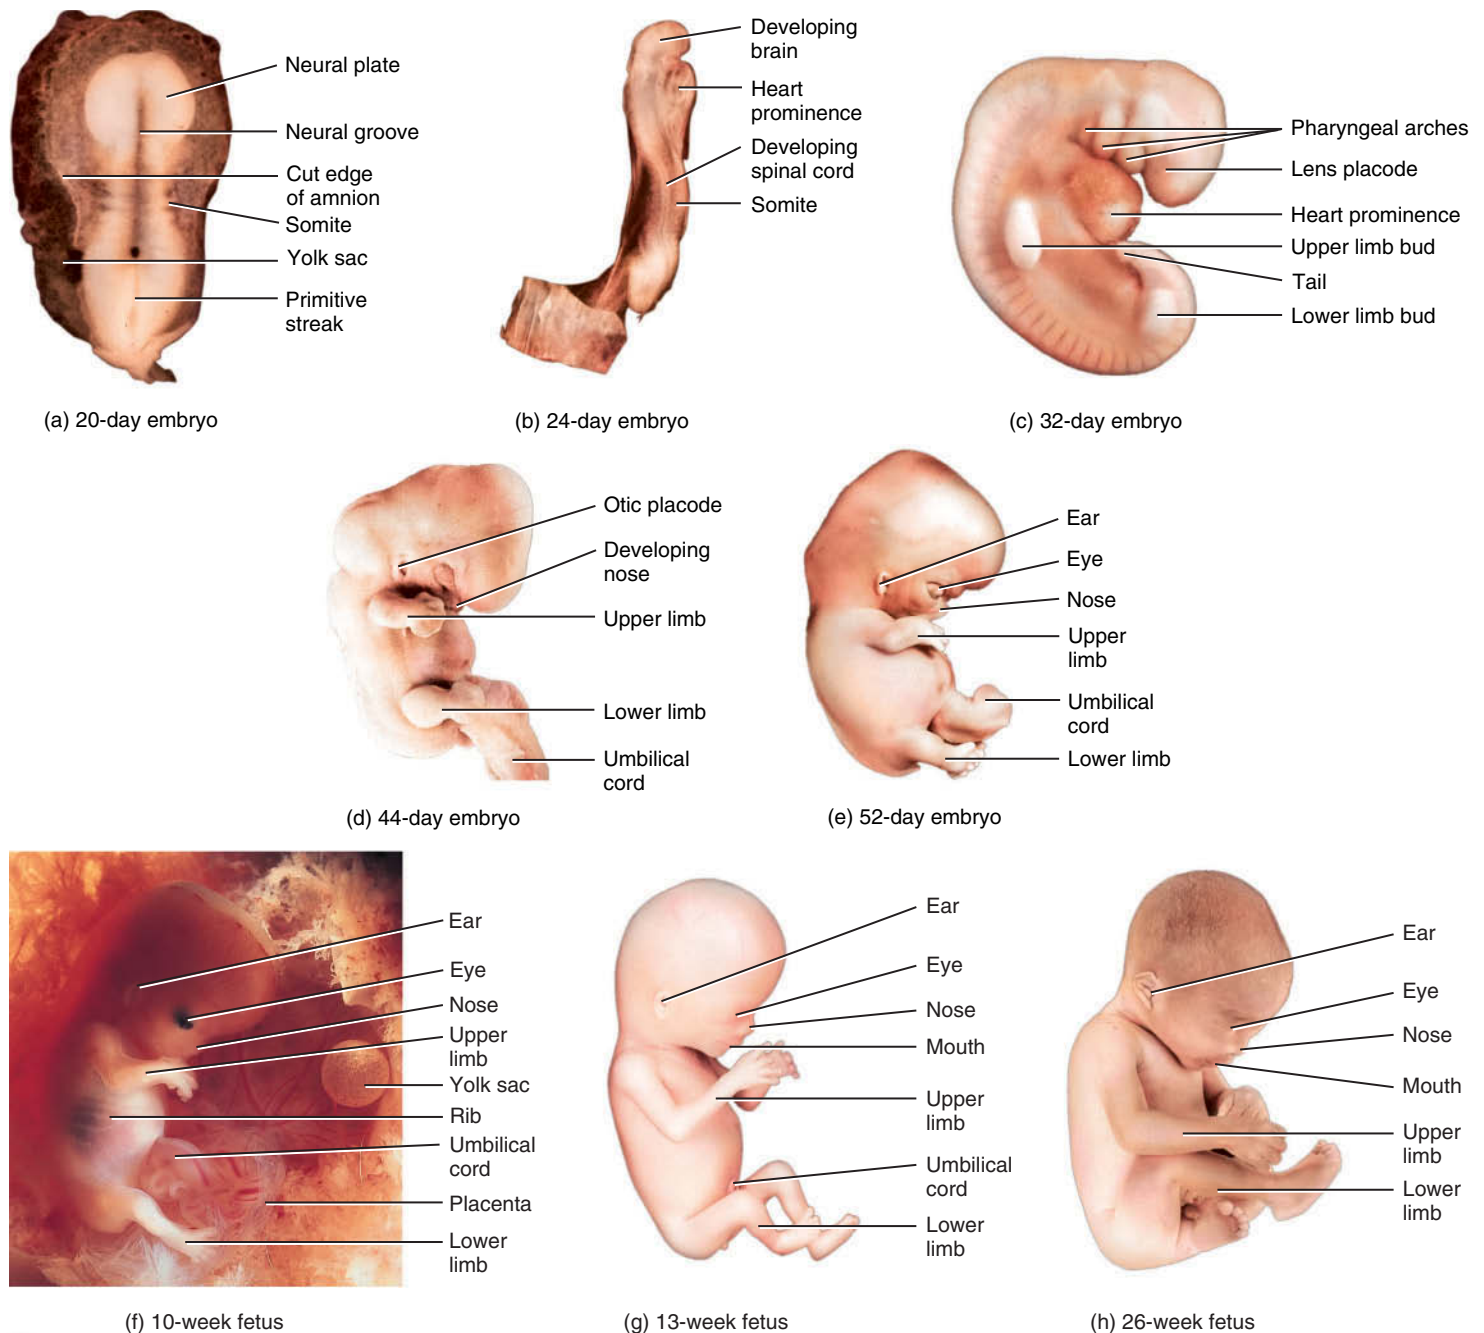 Neural plate
Neural groove
Cut edge
of amnion
Somite
Yolk sac
Primitive
streak
(a) 20-day embryo
Developing
brain
Heart
prominence
Developing
spinal cord
Somite
(b) 24-day embryo
Pharyngeal arches
Lens placode
Heart prominence
Upper limb bud
Tail
Lower limb bud
(c) 32-day embryo
Otic placode
Developing
nose
Upper limb
Lower limb
Umbilical
cord
(d) 44-day embryo
Ear
Eye
Nose
Upper
limb
Umbilical
cord
Lower limb
(e) 52-day embryo
Ear
Eye
Nose
Upper
limb
Yolk sac
Rib
Umbilical
cord
Placenta
Lower
limb
(f) 10-week fetus
Ear
Eye
Nose
Mouth
Upper
limb
Umbilical
cord
Lower
limb
(g) 13-week fetus
Ear
Eye
Nose
Mouth
Upper
limb
Lower
limb
(h) 26-week fetus